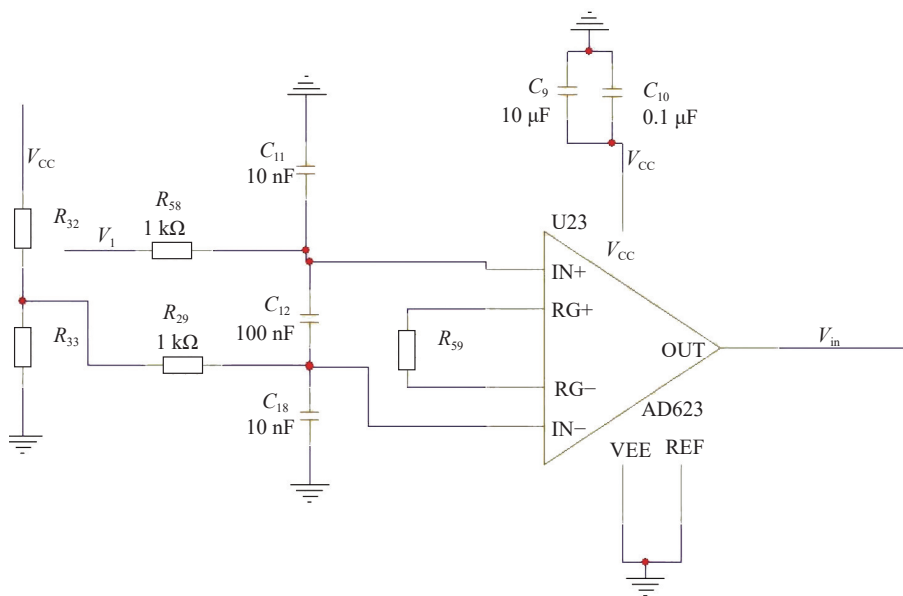 C9
10 μF
C10
0.1 μF
VCC
VCC
C11
10 nF
R58
1 kΩ
R32
V1
U23
VCC
IN+
C12
100 nF
RG+
R29
1 kΩ
R33
R59
Vin
OUT
RG−
C18
10 nF
AD623
IN−
VEE
REF